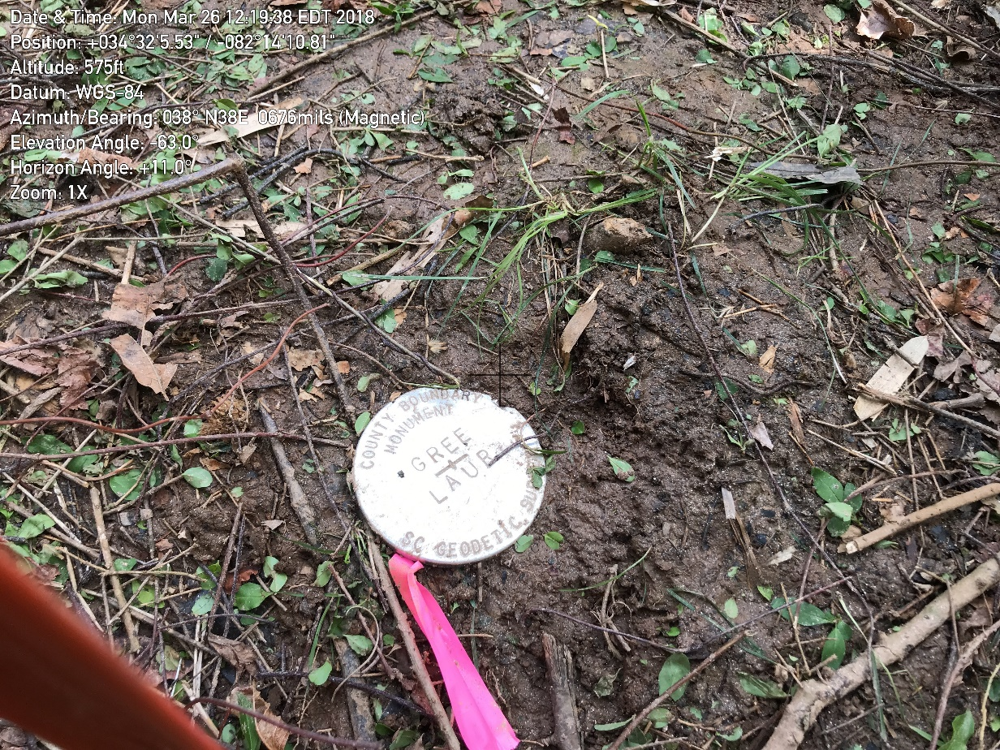 Date & Time: Mon Mar 26 12:19:38 EDT 2018
Position: +034°32'5.53" / -082°14'10.81"
Altitude: 575ft
Datum: WGS-84
Azimuth/Bearing: 038° N38E 0676mils (Magnetic)
Elevation Angle: -63.0°
Horizon Angle: +11.0°
Zoom: 1X
COUNTY BOUNDARY
MONUMENT
GREE
LAUR
SC GEODETIC SUR